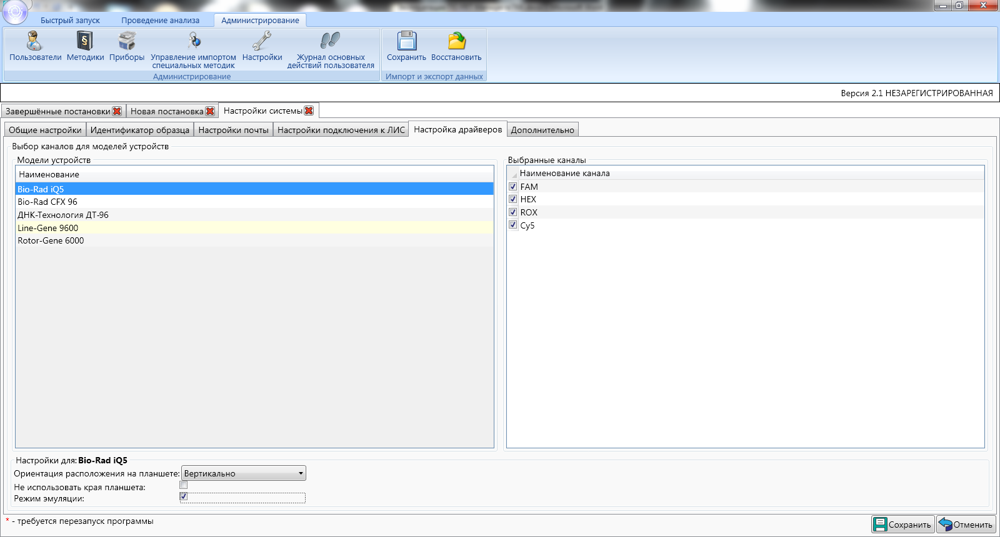 Быстрый запуск
Проведение анализа
Администрирование
Пользователи
Методики
Приборы
Управление импортом
специальных методик
Настройки
Журнал основных
действий пользователя
Сохранить
Восстановить
Администрирование
Импорт и экспорт данных
Версия 2.1 НЕЗАРЕГИСТРИРОВАННАЯ
Завершённые постановки
Новая постановка
Настройки системы
Общие настройки
Идентификатор образца
Настройки почты
Настройки подключения к ЛИС
Настройка драйверов
Дополнительно
Выбор каналов для моделей устройств
Модели устройств
Наименование
Bio-Rad iQ5
Bio-Rad CFX 96
ДНК-Технология ДТ-96
Line-Gene 9600
Rotor-Gene 6000
Выбранные каналы
Наименование канала
FAM
HEX
ROX
Cy5
Настройки для: Bio-Rad iQ5
Ориентация расположения на планшете: Вертикально
Не использовать края планшета:
Режим эмуляции:
* - требуется перезапуск программы
Сохранить
Отменить